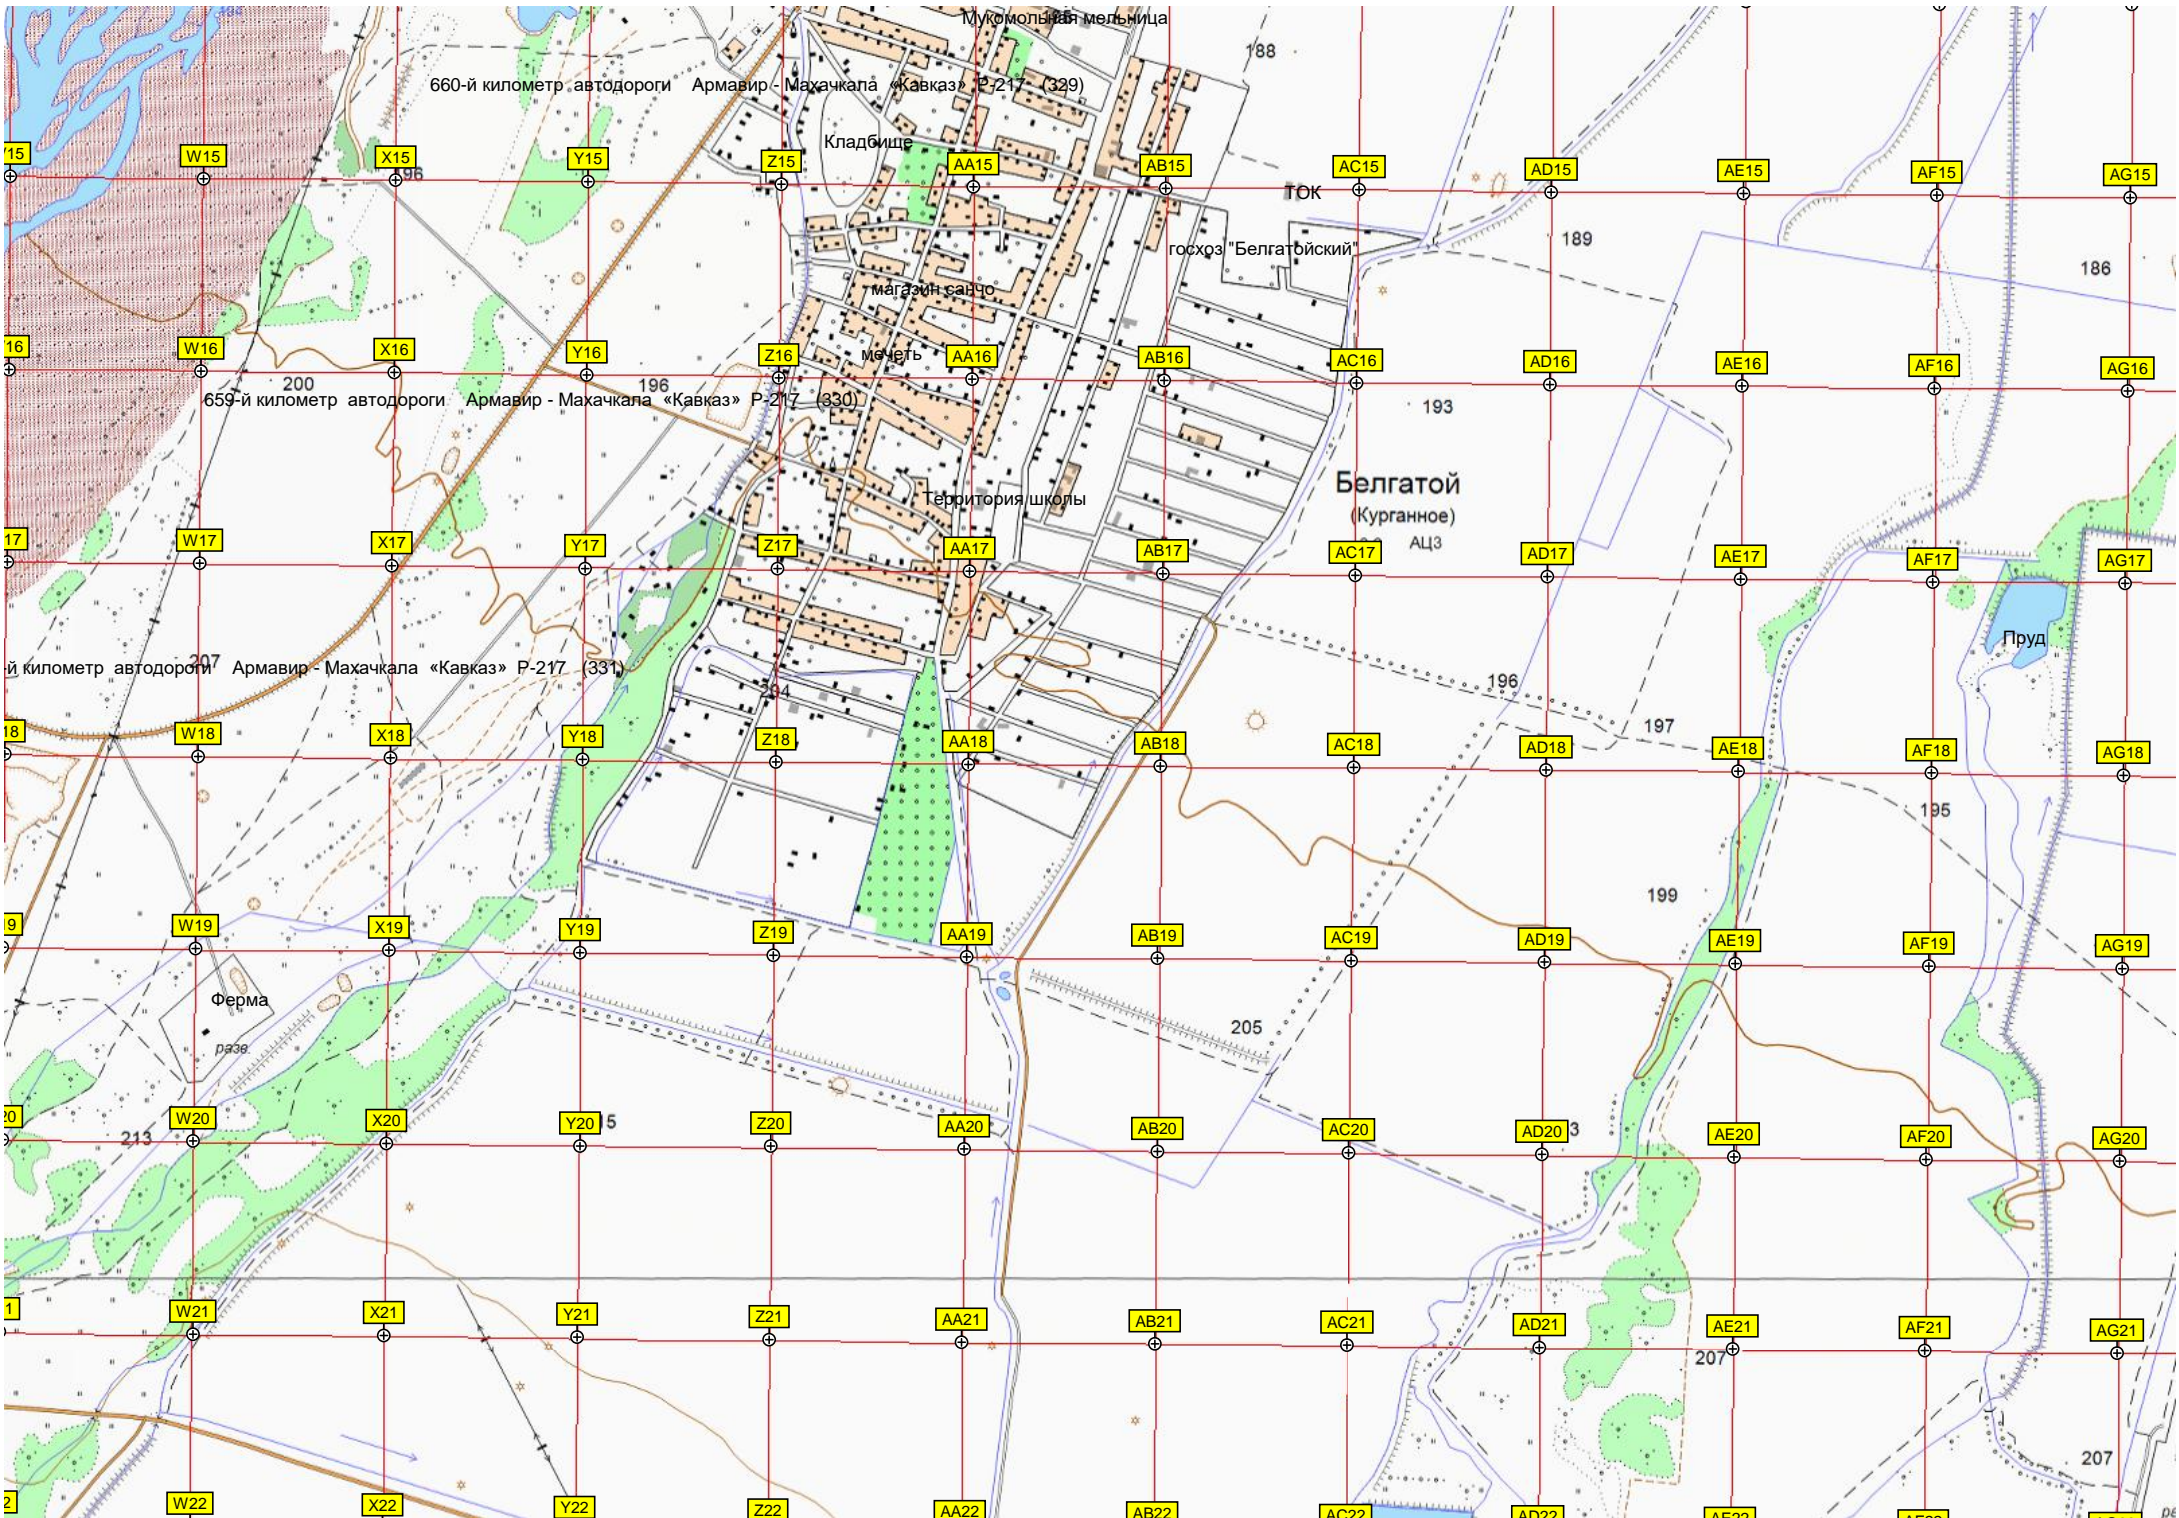 Мукомольная мельница
188
660-й километр автодороги Армавир - Махачкала «Кавказ» Р-217 (329)
Кладбище
W15
X15
Y15
Z15
AA15
AB15
AC15
AD15
AE15
AF15
AG15
96
ТОК
189
госхоз "Белгатойский"
186
магазин санчо
W16
X16
Y16
Z16
мечеть
AA16
AB16
AC16
AD16
AE16
AF16
AG16
200
196
659-й километр автодороги Армавир - Махачкала «Кавказ» Р-217 (330)
193
Белгатой
(Курганное)
АЦЗ
Территория школы
W17
X17
Y17
Z17
AA17
AB17
AC17
AD17
AE17
AF17
AG17
Пруд
207
-й километр автодороги Армавир - Махачкала «Кавказ» Р-217 (331)
204
196
197
W18
X18
Y18
Z18
AA18
AB18
AC18
AD18
AE18
AF18
AG18
195
199
W19
X19
Y19
Z19
AA19
AB19
AC19
AD19
AE19
AF19
AG19
Ферма
205
разв.
213
W20
X20
Y20
5
Z20
AA20
AB20
AC20
AD20
3
AE20
AF20
AG20
W21
X21
Y21
Z21
AA21
AB21
AC21
AD21
AE21
AF21
AG21
207
207
W22
X22
Y22
Z22
AA22
AB22
AC22
AD22